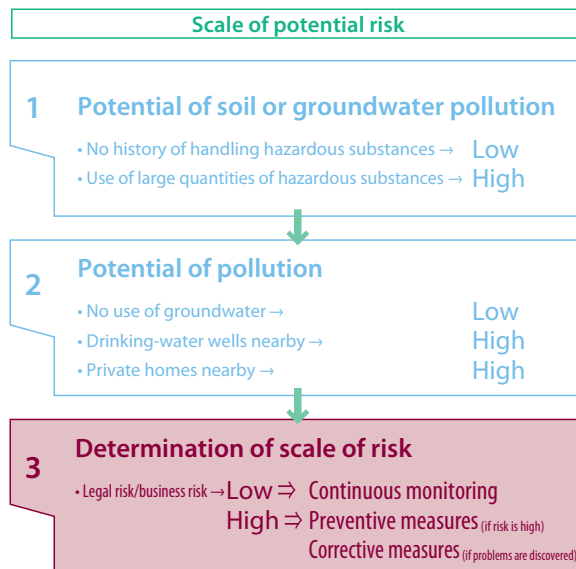 Scale of potential risk
1 Potential of soil or groundwater pollution
• No history of handling hazardous substances → Low
• Use of large quantities of hazardous substances → High
2 Potential of pollution
• No use of groundwater → Low
• Drinking-water wells nearby → High
• Private homes nearby → High
3 Determination of scale of risk
• Legal risk/business risk → Low ⇒ Continuous monitoring
High ⇒ Preventive measures (if risk is high)
Corrective measures (if problems are discovered)